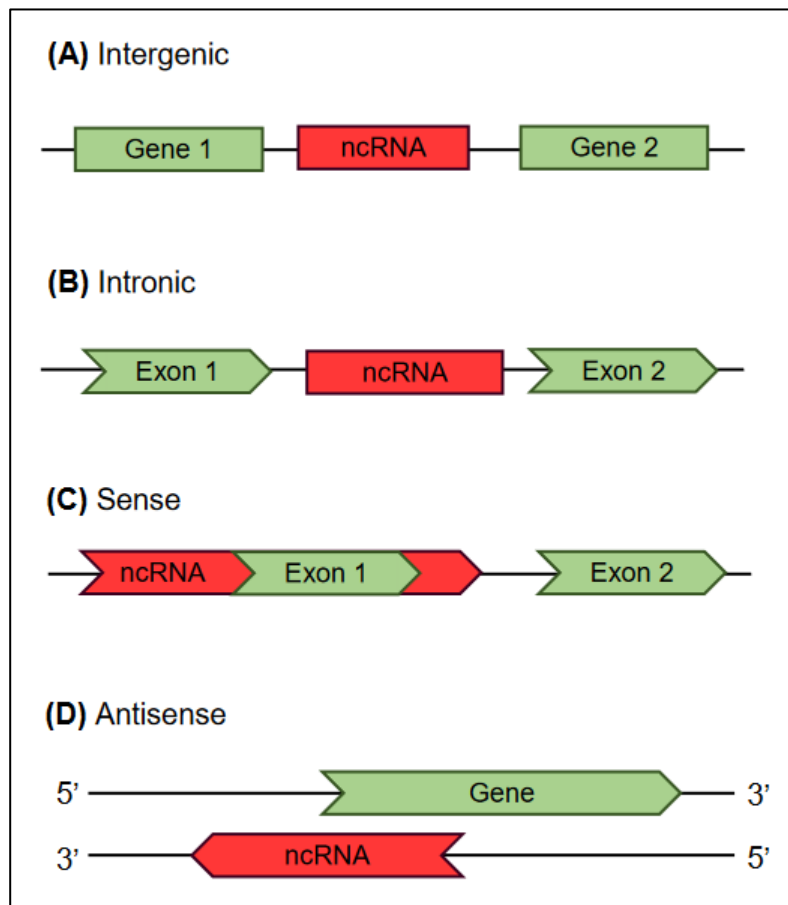 (A) Intergenic
Gene 1 ncRNA Gene 2
(B) Intronic
Exon 1 ncRNA Exon 2
(C) Sense
ncRNA Exon 1 Exon 2
(D) Antisense
5’ Gene 3’
3’ ncRNA 5’